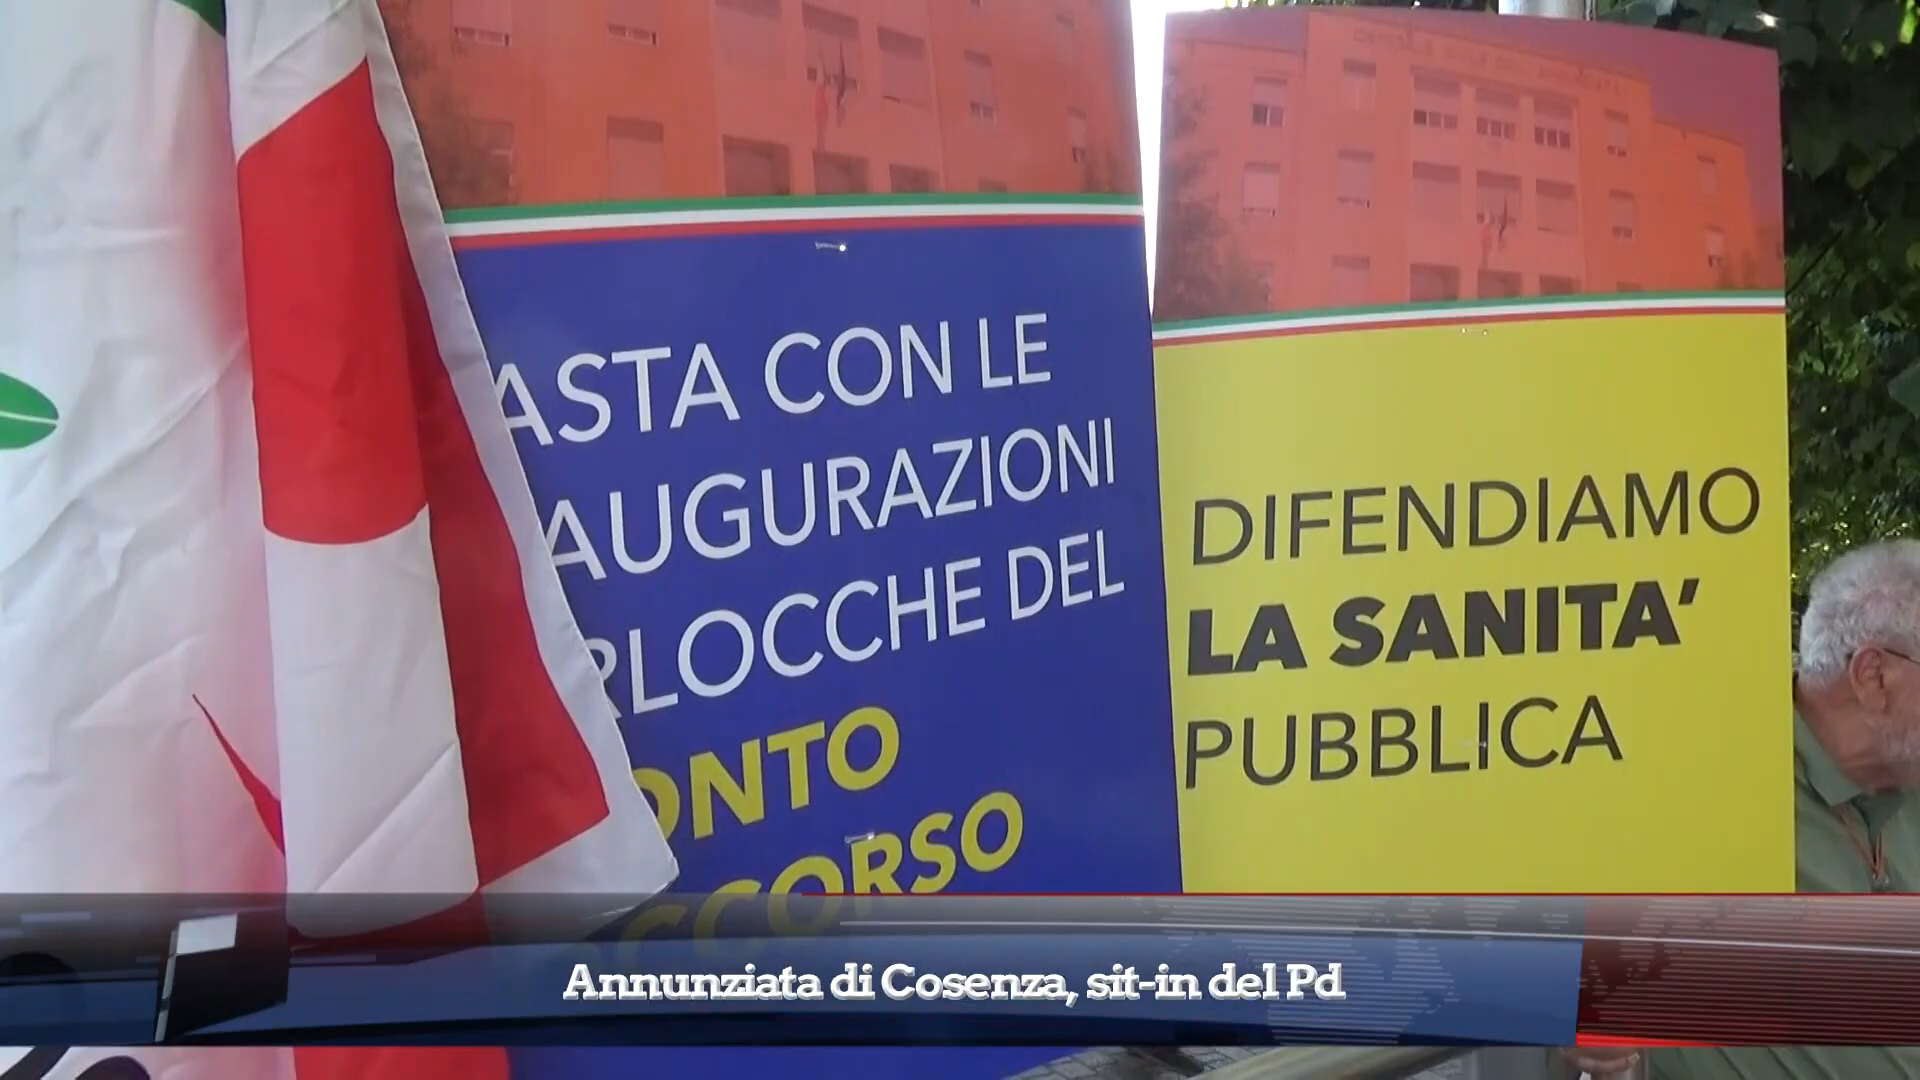 ASTA CON LE
AUGURAZIONI
RLOCCHE DEL
ONTO
CCORSO
DIFENDIAMO
LA SANITA'
PUBBLICA
Annunziata di Cosenza, sit-in del Pd